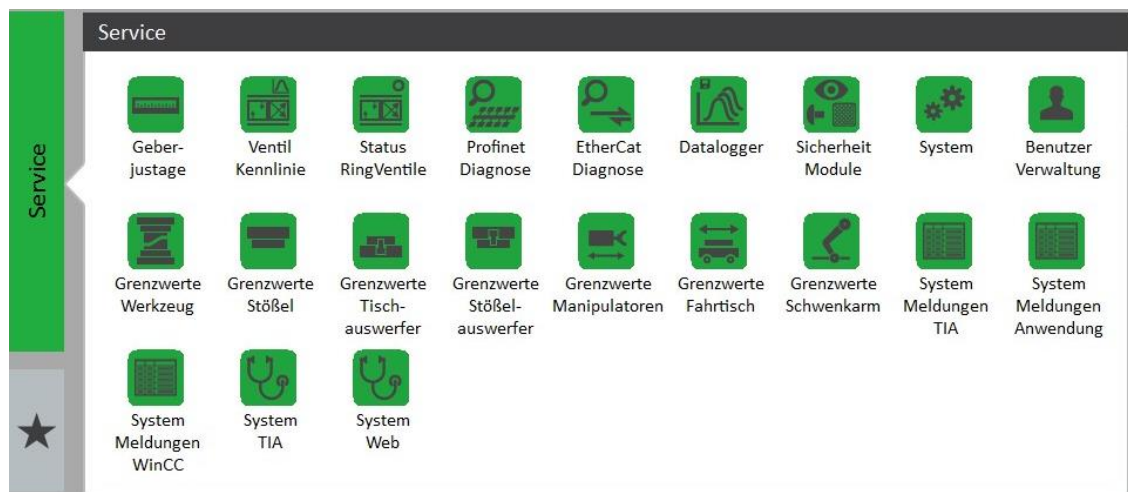 Service
Service
Geber-
justage
Ventil
Kennlinie
Status
RingVentile
Profinet
Diagnose
EtherCat
Diagnose
Datalogger
Sicherheit
Module
System
Benutzer
Verwaltung
Grenzwerte
Werkzeug
Grenzwerte
Stößel
Grenzwerte
Tisch-
auswerfer
Grenzwerte
Stößel-
auswerfer
Grenzwerte
Manipulatoren
Grenzwerte
Fahrtisch
Grenzwerte
Schwenkarm
System
Meldungen
TIA
System
Meldungen
Anwendung
System
Meldungen
WinCC
System
TIA
System
Web